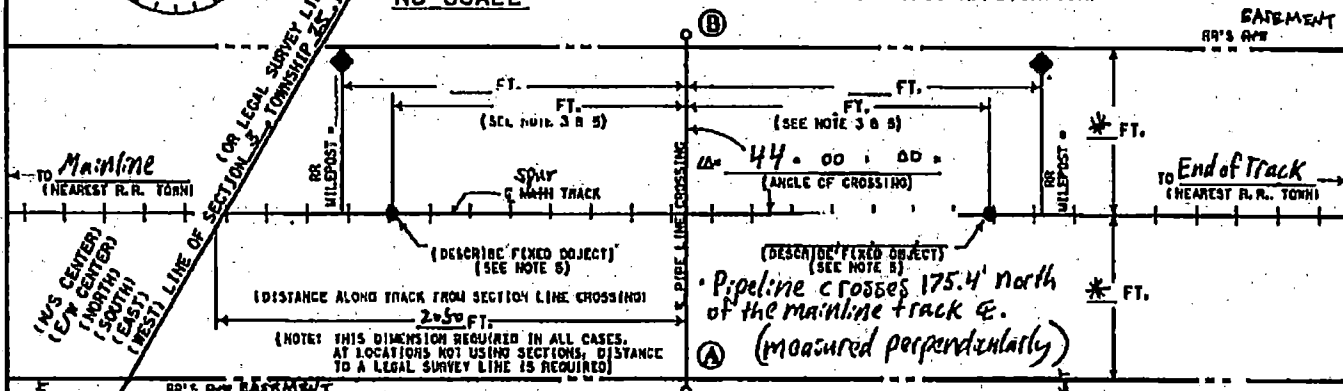 NO SCALE
EASEMENT
B
RR'S R/W
(OR LEGAL SURVEY LINE
FT.
FT.
FT.
(SEE NOTE 3 & 5)
FT.
(SEE NOTE 3 & 5)
* FT.
TO Mainline
(NEAREST R.R. TOWN)
RR MILEPOST =
spur
℄ MAIN TRACK
℄ PIPE LINE CROSSING
44 ° 00 ' 00 "
(ANGLE OF CROSSING)
RR MILEPOST =
TO End of Track
(NEAREST R.R. TOWN)
(N/S CENTER)
(E/W CENTER)
(NORTH)
(SOUTH)
(EAST)
(WEST) LINE OF SECTION 3, TOWNSHIP
(DESCRIBE FIXED OBJECT)
(SEE NOTE 5)
(DESCRIBE FIXED OBJECT)
(SEE NOTE 5)
(DISTANCE ALONG TRACK FROM SECTION LINE CROSSING)
2050 FT.
(NOTE: THIS DIMENSION REQUIRED IN ALL CASES.
AT LOCATIONS NOT USING SECTIONS, DISTANCE
TO A LEGAL SURVEY LINE IS REQUIRED)
• Pipeline crosses 175.4' North
of the mainline track ℄.
(measured perpendicularly)
* FT.
A
RR'S R/W EASEMENT